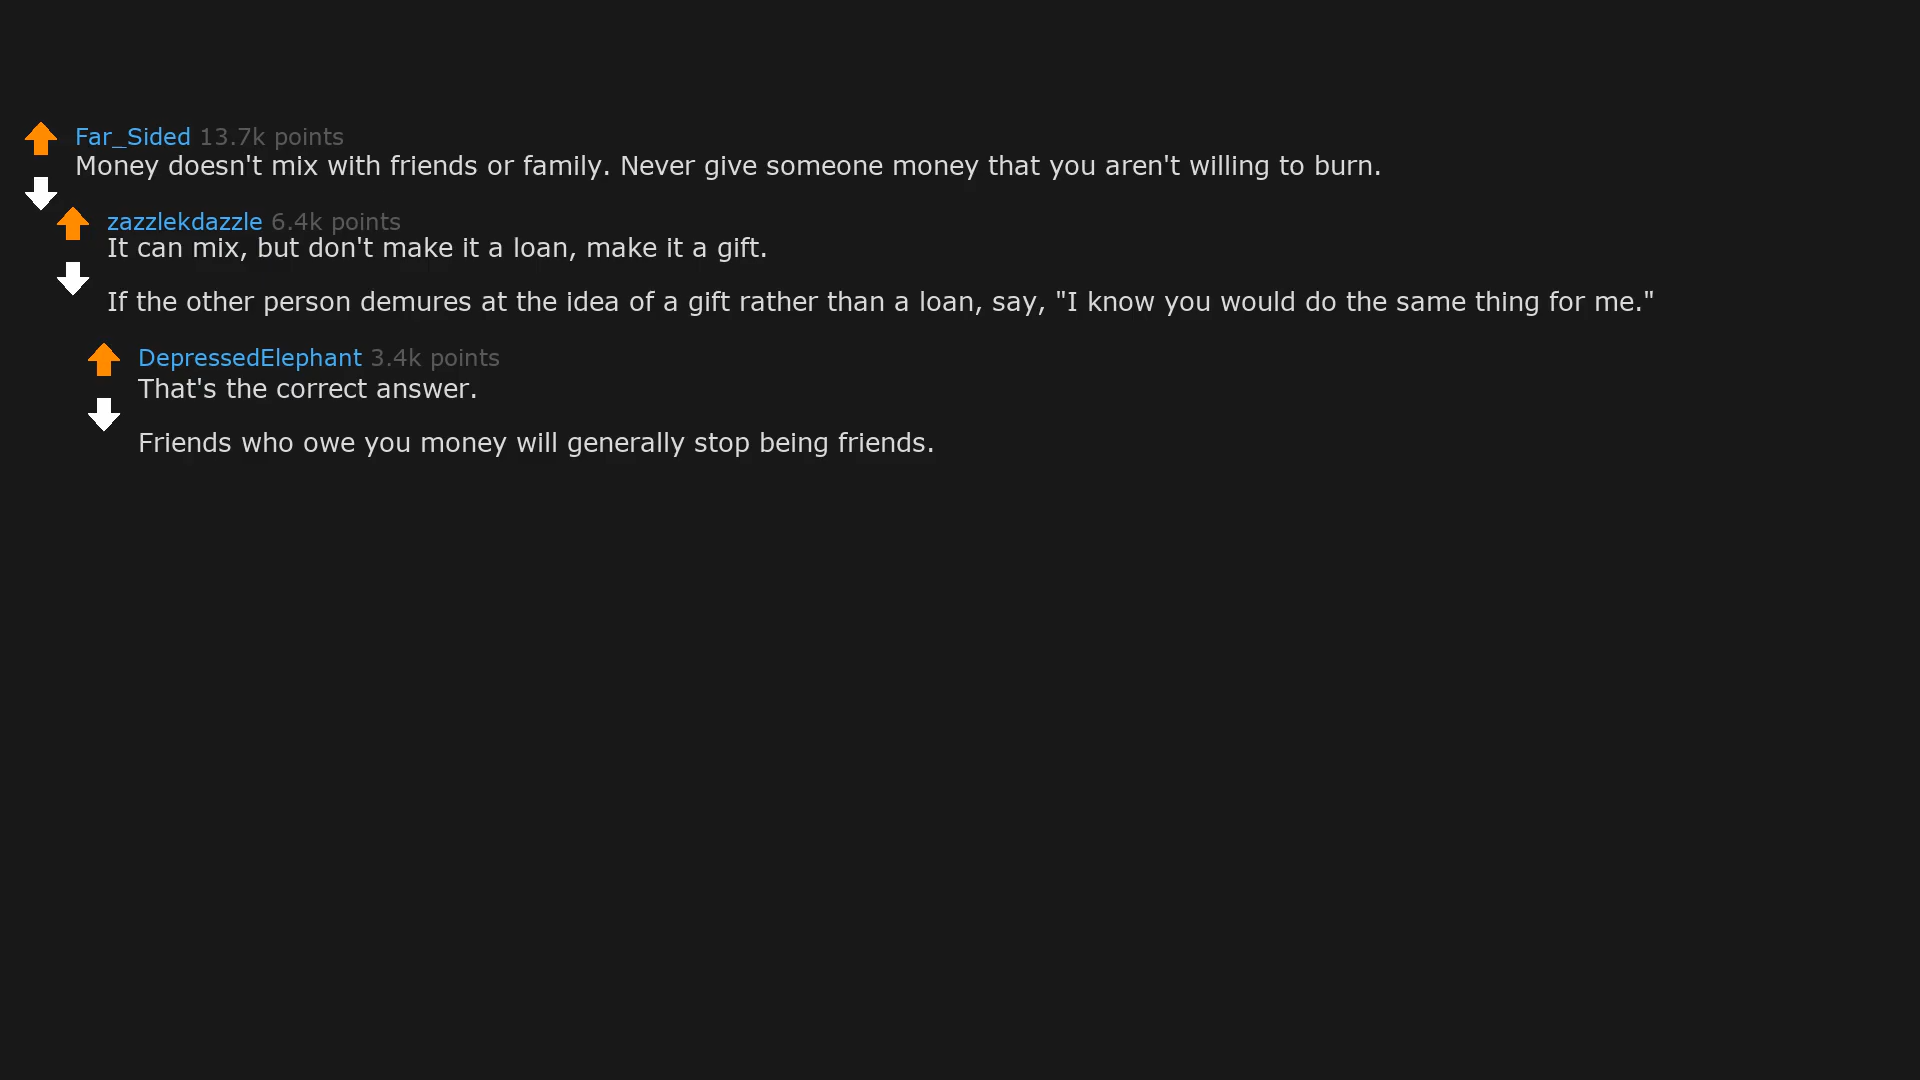 Far_Sided 13.7k points
Money doesn't mix with friends or family. Never give someone money that you aren't willing to burn.
zazzlekdazzle 6.4k points
It can mix, but don't make it a loan, make it a gift.
If the other person demures at the idea of a gift rather than a loan, say, "I know you would do the same thing for me."
DepressedElephant 3.4k points
That's the correct answer.
Friends who owe you money will generally stop being friends.